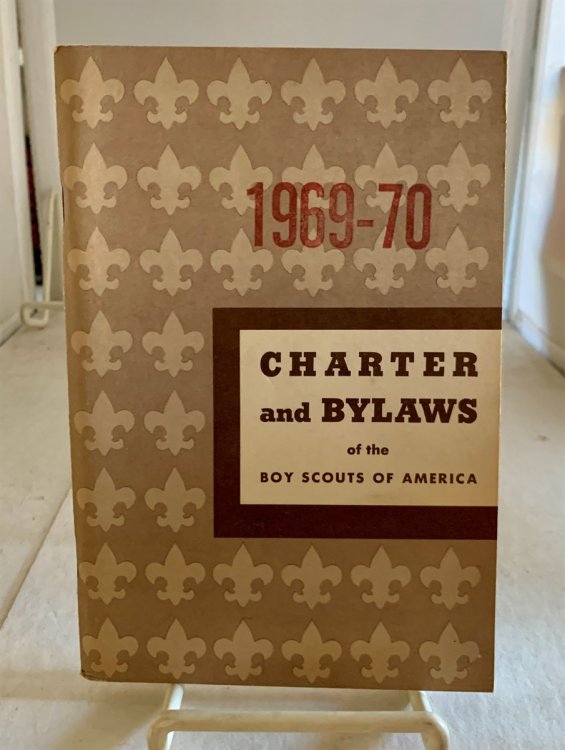 1969-70
CHARTER
and BYLAWS
of the
BOY SCOUTS OF AMERICA